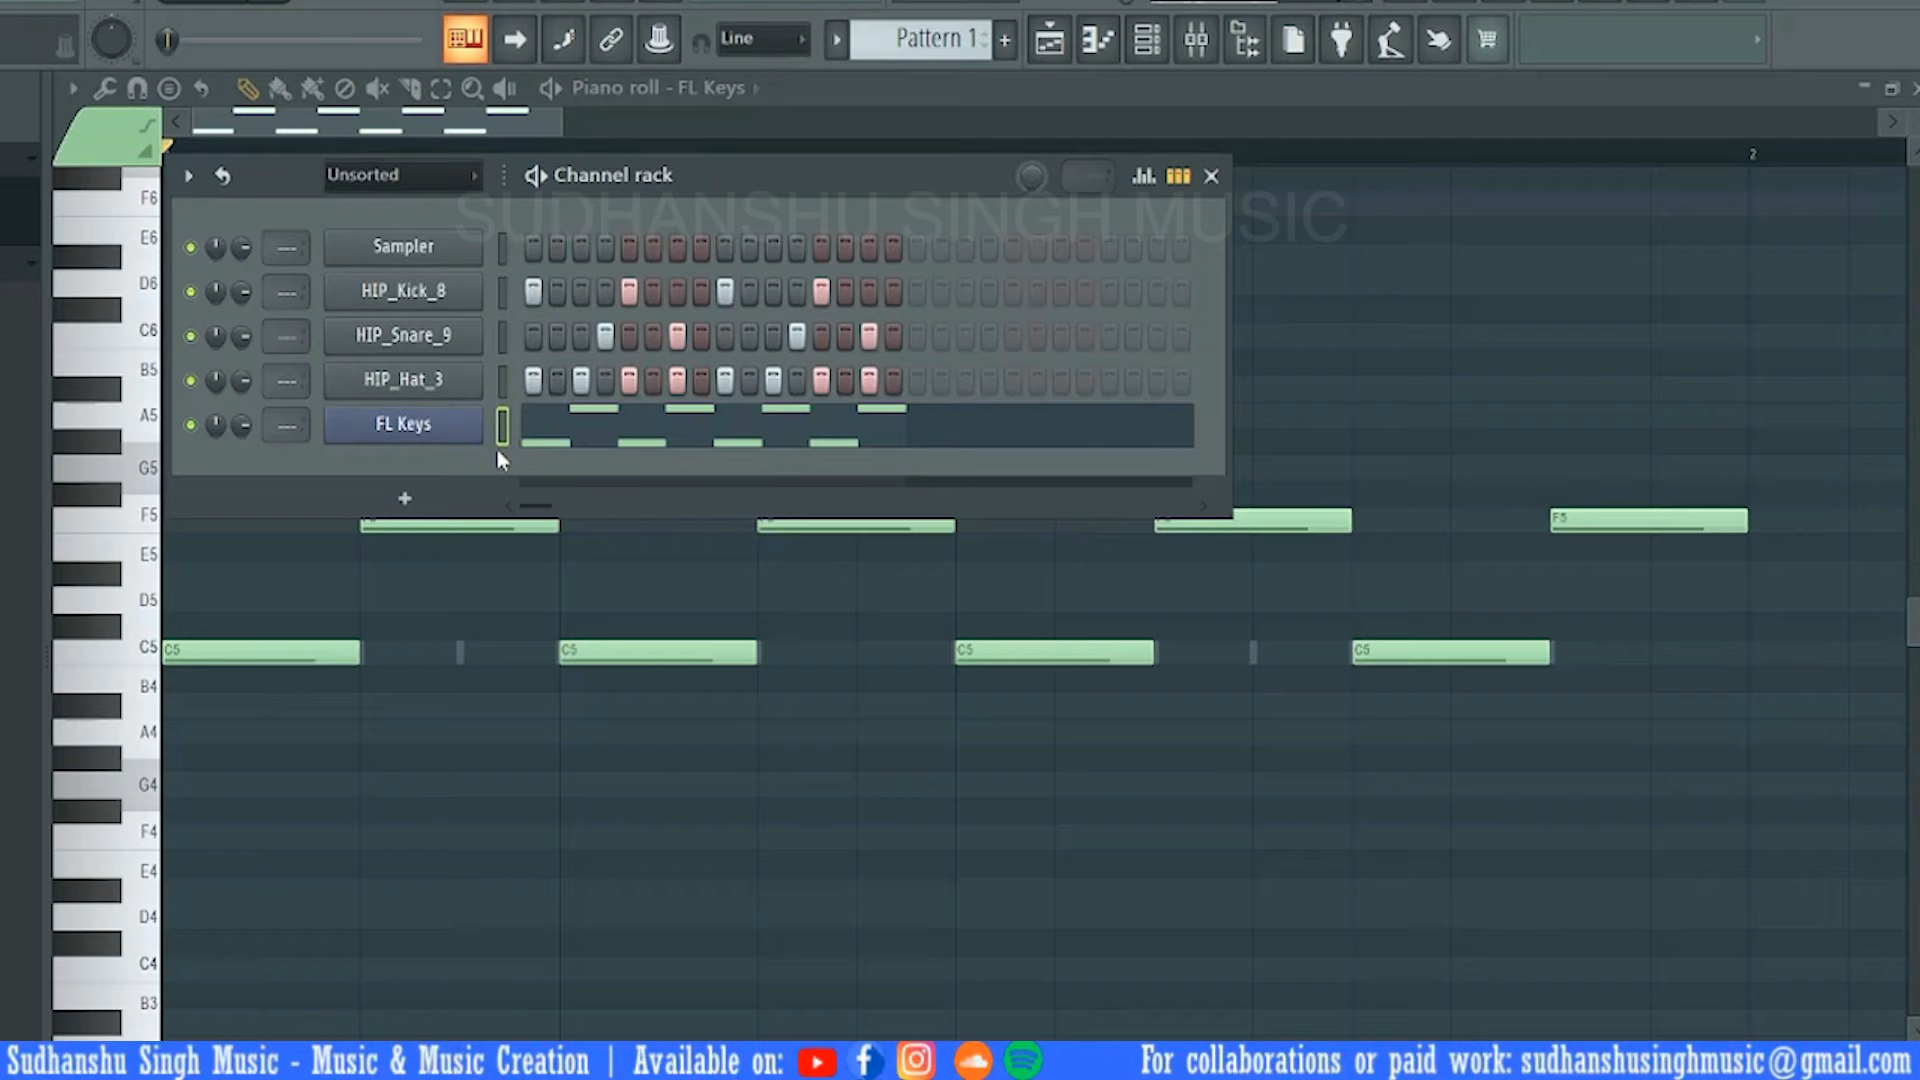 Line
Pattern 1
Piano roll - FL Keys
2
Unsorted
Channel rack
SUDHANSHU SINGH MUSIC
Sampler
HIP_Kick_8
HIP_Snare_9
HIP_Hat_3
FL Keys
F6
E6
D6
C6
B5
A5
G5
F5
E5
D5
C5
B4
A4
G4
F4
E4
D4
C4
B3
F5
C5
C5
C5
C5
Sudhanshu Singh Music - Music & Music Creation | Available on:
For collaborations or paid work: sudhanshusinghmusic@gmail.com